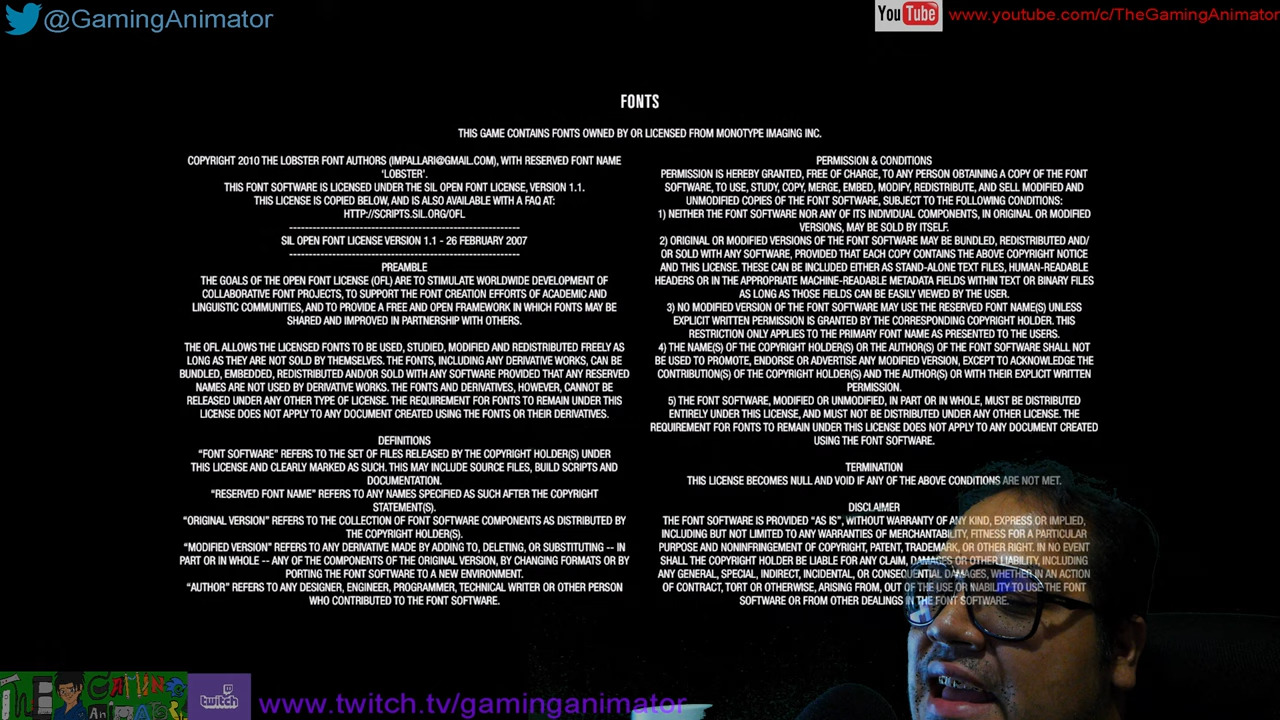 @GamingAnimator
You Tube
www.youtube.com/c/TheGamingAnimator
FONTS
THIS GAME CONTAINS FONTS OWNED BY OR LICENSED FROM MONOTYPE IMAGING INC.
COPYRIGHT 2010 THE LOBSTER FONT AUTHORS (IMPALLARI@GMAIL.COM), WITH RESERVED FONT NAME
‘LOBSTER’.
THIS FONT SOFTWARE IS LICENSED UNDER THE SIL OPEN FONT LICENSE, VERSION 1.1.
THIS LICENSE IS COPIED BELOW, AND IS ALSO AVAILABLE WITH A FAQ AT:
HTTP://SCRIPTS.SIL.ORG/OFL
-----------------------------------------------------------
SIL OPEN FONT LICENSE VERSION 1.1 - 26 FEBRUARY 2007
-----------------------------------------------------------
PREAMBLE
THE GOALS OF THE OPEN FONT LICENSE (OFL) ARE TO STIMULATE WORLDWIDE DEVELOPMENT OF
COLLABORATIVE FONT PROJECTS, TO SUPPORT THE FONT CREATION EFFORTS OF ACADEMIC AND
LINGUISTIC COMMUNITIES, AND TO PROVIDE A FREE AND OPEN FRAMEWORK IN WHICH FONTS MAY BE
SHARED AND IMPROVED IN PARTNERSHIP WITH OTHERS.
THE OFL ALLOWS THE LICENSED FONTS TO BE USED, STUDIED, MODIFIED AND REDISTRIBUTED FREELY AS
LONG AS THEY ARE NOT SOLD BY THEMSELVES. THE FONTS, INCLUDING ANY DERIVATIVE WORKS, CAN BE
BUNDLED, EMBEDDED, REDISTRIBUTED AND/OR SOLD WITH ANY SOFTWARE PROVIDED THAT ANY RESERVED
NAMES ARE NOT USED BY DERIVATIVE WORKS. THE FONTS AND DERIVATIVES, HOWEVER, CANNOT BE
RELEASED UNDER ANY OTHER TYPE OF LICENSE. THE REQUIREMENT FOR FONTS TO REMAIN UNDER THIS
LICENSE DOES NOT APPLY TO ANY DOCUMENT CREATED USING THE FONTS OR THEIR DERIVATIVES.
DEFINITIONS
“FONT SOFTWARE” REFERS TO THE SET OF FILES RELEASED BY THE COPYRIGHT HOLDER(S) UNDER
THIS LICENSE AND CLEARLY MARKED AS SUCH. THIS MAY INCLUDE SOURCE FILES, BUILD SCRIPTS AND
DOCUMENTATION.
“RESERVED FONT NAME” REFERS TO ANY NAMES SPECIFIED AS SUCH AFTER THE COPYRIGHT
STATEMENT(S).
“ORIGINAL VERSION” REFERS TO THE COLLECTION OF FONT SOFTWARE COMPONENTS AS DISTRIBUTED BY
THE COPYRIGHT HOLDER(S).
“MODIFIED VERSION” REFERS TO ANY DERIVATIVE MADE BY ADDING TO, DELETING, OR SUBSTITUTING -- IN
PART OR IN WHOLE -- ANY OF THE COMPONENTS OF THE ORIGINAL VERSION, BY CHANGING FORMATS OR BY
PORTING THE FONT SOFTWARE TO A NEW ENVIRONMENT.
“AUTHOR” REFERS TO ANY DESIGNER, ENGINEER, PROGRAMMER, TECHNICAL WRITER OR OTHER PERSON
WHO CONTRIBUTED TO THE FONT SOFTWARE.
PERMISSION & CONDITIONS
PERMISSION IS HEREBY GRANTED, FREE OF CHARGE, TO ANY PERSON OBTAINING A COPY OF THE FONT
SOFTWARE, TO USE, STUDY, COPY, MERGE, EMBED, MODIFY, REDISTRIBUTE, AND SELL MODIFIED AND
UNMODIFIED COPIES OF THE FONT SOFTWARE, SUBJECT TO THE FOLLOWING CONDITIONS:
1) NEITHER THE FONT SOFTWARE NOR ANY OF ITS INDIVIDUAL COMPONENTS, IN ORIGINAL OR MODIFIED
VERSIONS, MAY BE SOLD BY ITSELF.
2) ORIGINAL OR MODIFIED VERSIONS OF THE FONT SOFTWARE MAY BE BUNDLED, REDISTRIBUTED AND/
OR SOLD WITH ANY SOFTWARE, PROVIDED THAT EACH COPY CONTAINS THE ABOVE COPYRIGHT NOTICE
AND THIS LICENSE. THESE CAN BE INCLUDED EITHER AS STAND-ALONE TEXT FILES, HUMAN-READABLE
HEADERS OR IN THE APPROPRIATE MACHINE-READABLE METADATA FIELDS WITHIN TEXT OR BINARY FILES
AS LONG AS THOSE FIELDS CAN BE EASILY VIEWED BY THE USER.
3) NO MODIFIED VERSION OF THE FONT SOFTWARE MAY USE THE RESERVED FONT NAME(S) UNLESS
EXPLICIT WRITTEN PERMISSION IS GRANTED BY THE CORRESPONDING COPYRIGHT HOLDER. THIS
RESTRICTION ONLY APPLIES TO THE PRIMARY FONT NAME AS PRESENTED TO THE USERS.
4) THE NAME(S) OF THE COPYRIGHT HOLDER(S) OR THE AUTHOR(S) OF THE FONT SOFTWARE SHALL NOT
BE USED TO PROMOTE, ENDORSE OR ADVERTISE ANY MODIFIED VERSION, EXCEPT TO ACKNOWLEDGE THE
CONTRIBUTION(S) OF THE COPYRIGHT HOLDER(S) AND THE AUTHOR(S) OR WITH THEIR EXPLICIT WRITTEN
PERMISSION.
5) THE FONT SOFTWARE, MODIFIED OR UNMODIFIED, IN PART OR IN WHOLE, MUST BE DISTRIBUTED
ENTIRELY UNDER THIS LICENSE, AND MUST NOT BE DISTRIBUTED UNDER ANY OTHER LICENSE. THE
REQUIREMENT FOR FONTS TO REMAIN UNDER THIS LICENSE DOES NOT APPLY TO ANY DOCUMENT CREATED
USING THE FONT SOFTWARE.
TERMINATION
THIS LICENSE BECOMES NULL AND VOID IF ANY OF THE ABOVE CONDITIONS ARE NOT MET.
DISCLAIMER
THE FONT SOFTWARE IS PROVIDED “AS IS”, WITHOUT WARRANTY OF ANY KIND, EXPRESS OR IMPLIED,
INCLUDING BUT NOT LIMITED TO ANY WARRANTIES OF MERCHANTABILITY, FITNESS FOR A PARTICULAR
PURPOSE AND NONINFRINGEMENT OF COPYRIGHT, PATENT, TRADEMARK, OR OTHER RIGHT. IN NO EVENT
SHALL THE COPYRIGHT HOLDER BE LIABLE FOR ANY CLAIM, DAMAGES OR OTHER LIABILITY, INCLUDING
ANY GENERAL, SPECIAL, INDIRECT, INCIDENTAL, OR CONSEQUENTIAL DAMAGES, WHETHER IN AN ACTION
OF CONTRACT, TORT OR OTHERWISE, ARISING FROM, OUT OF THE USE OR INABILITY TO USE THE FONT
SOFTWARE OR FROM OTHER DEALINGS IN THE FONT SOFTWARE.
THE GAMING
ANIMATOR
twitch
www.twitch.tv/gaminganimator